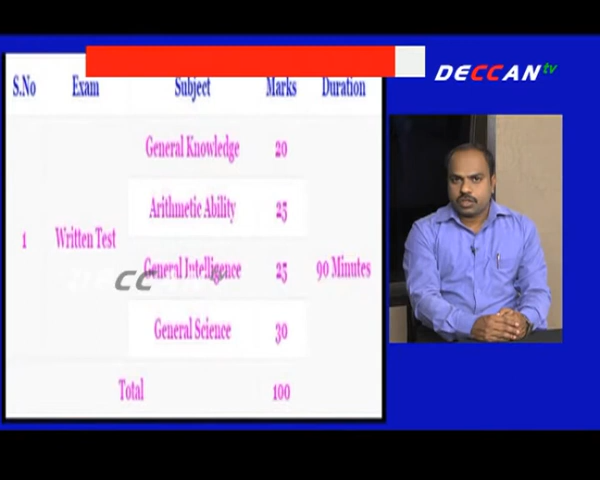 DECCAN tv
S.No Exam Subject Marks Duration
General Knowledge 20
Arithmetic Ability 25
1 Written Test
General Intelligence 25 90 Minutes
DECC
General Science 30
Total 100